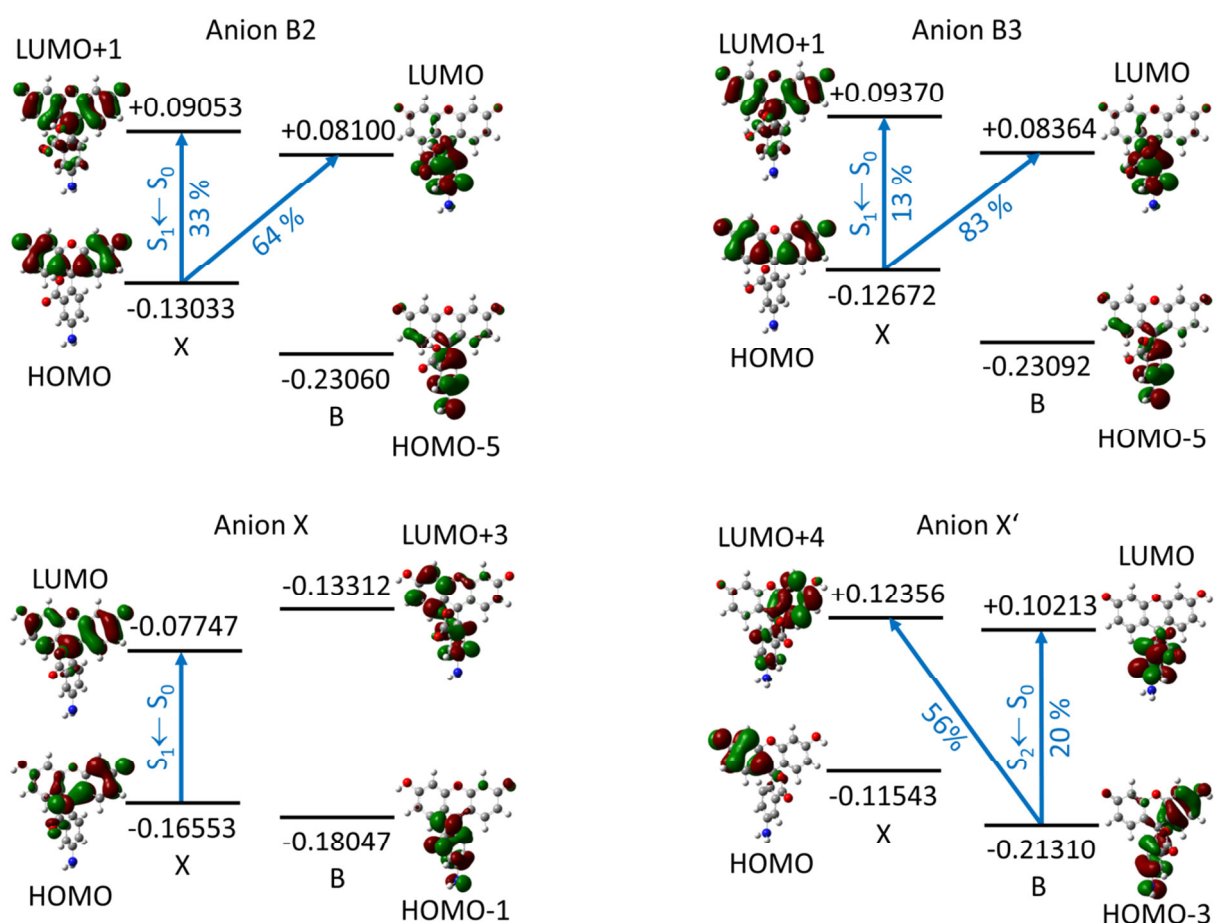 Anion B2
LUMO+1
LUMO
+0.09053
+0.08100
S1 ← S0
33 %
64 %
-0.13033
X
HOMO
-0.23060
B
HOMO-5
Anion B3
LUMO+1
LUMO
+0.09370
+0.08364
S1 ← S0
13 %
83 %
-0.12672
X
HOMO
-0.23092
B
HOMO-5
Anion X
LUMO+3
LUMO
-0.13312
-0.07747
S1 ← S0
-0.16553
X
HOMO
-0.18047
B
HOMO-1
Anion X‘
LUMO+4
LUMO
+0.12356
+0.10213
56%
S2 ← S0
20 %
-0.11543
X
HOMO
-0.21310
B
HOMO-3